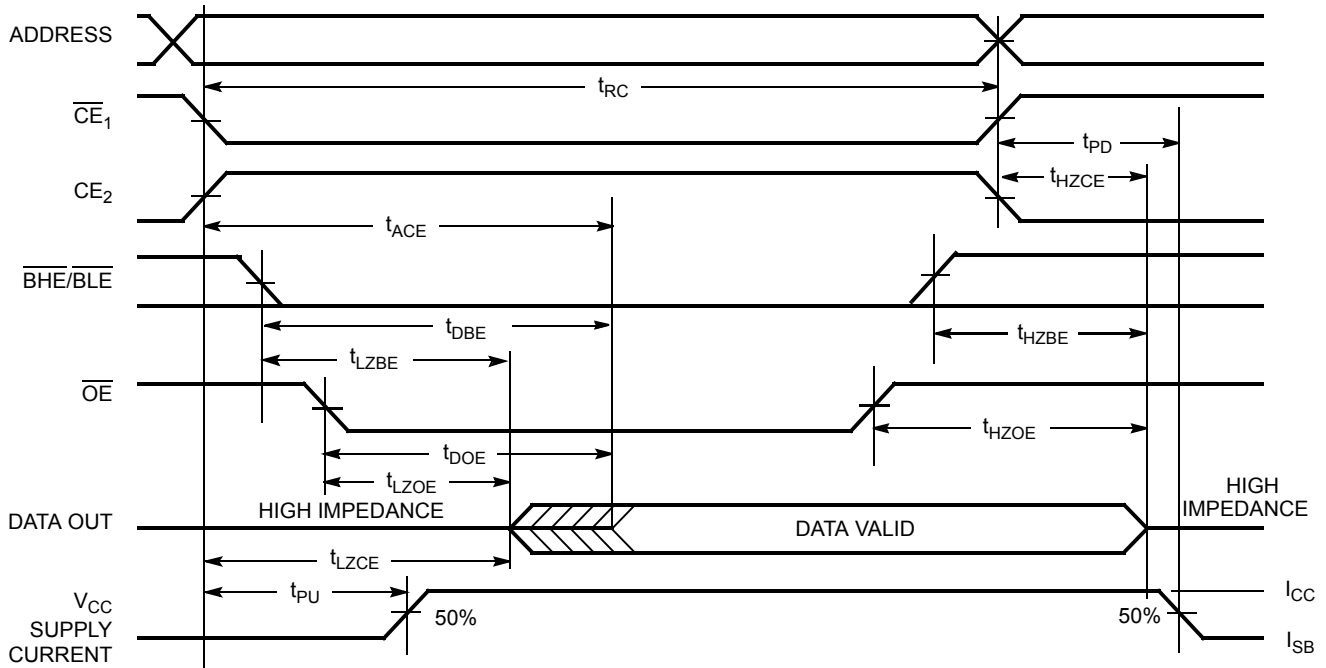 ADDRESS
tRC
CE1
tPD
tHZCE
CE2
tACE
BHE/BLE
tDBE
tHZBE
tLZBE
OE
tHZOE
tDOE
tLZOE
HIGH IMPEDANCE
HIGH
IMPEDANCE
DATA OUT
DATA VALID
tLZCE
tPU
VCC
SUPPLY
CURRENT
50%
50%
ICC
ISB